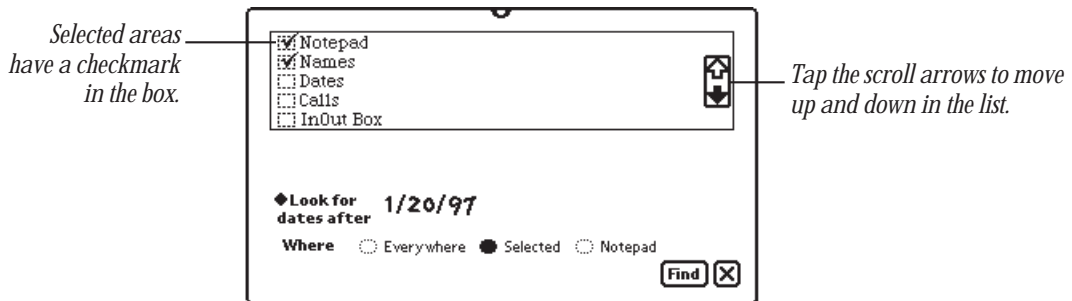 Selected areas
have a checkmark
in the box.
Notepad
Names
Dates
Calls
InOut Box
Tap the scroll arrows to move
up and down in the list.
◆Look for
dates after
1/20/97
Where Everywhere Selected Notepad
Find